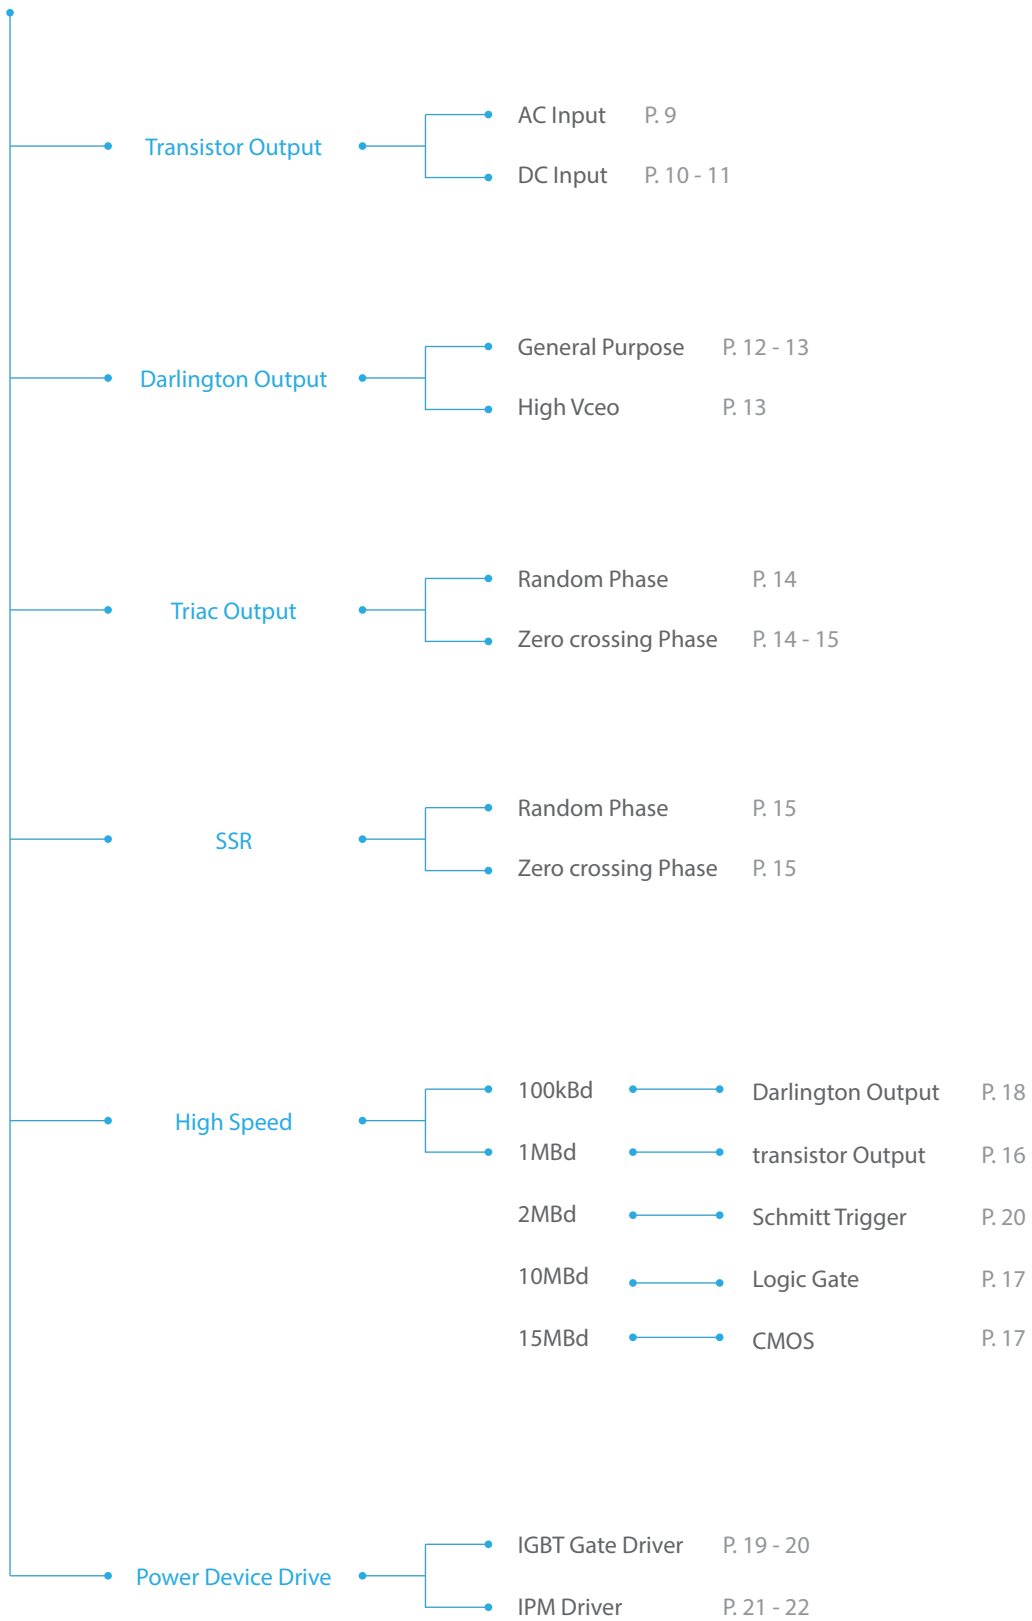 Transistor Output
AC Input P. 9
DC Input P. 10 - 11
Darlington Output
General Purpose P. 12 - 13
High Vceo P. 13
Triac Output
Random Phase P. 14
Zero crossing Phase P. 14 - 15
SSR
Random Phase P. 15
Zero crossing Phase P. 15
High Speed
100kBd Darlington Output P. 18
1MBd transistor Output P. 16
2MBd Schmitt Trigger P. 20
10MBd Logic Gate P. 17
15MBd CMOS P. 17
Power Device Drive
IGBT Gate Driver P. 19 - 20
IPM Driver P. 21 - 22